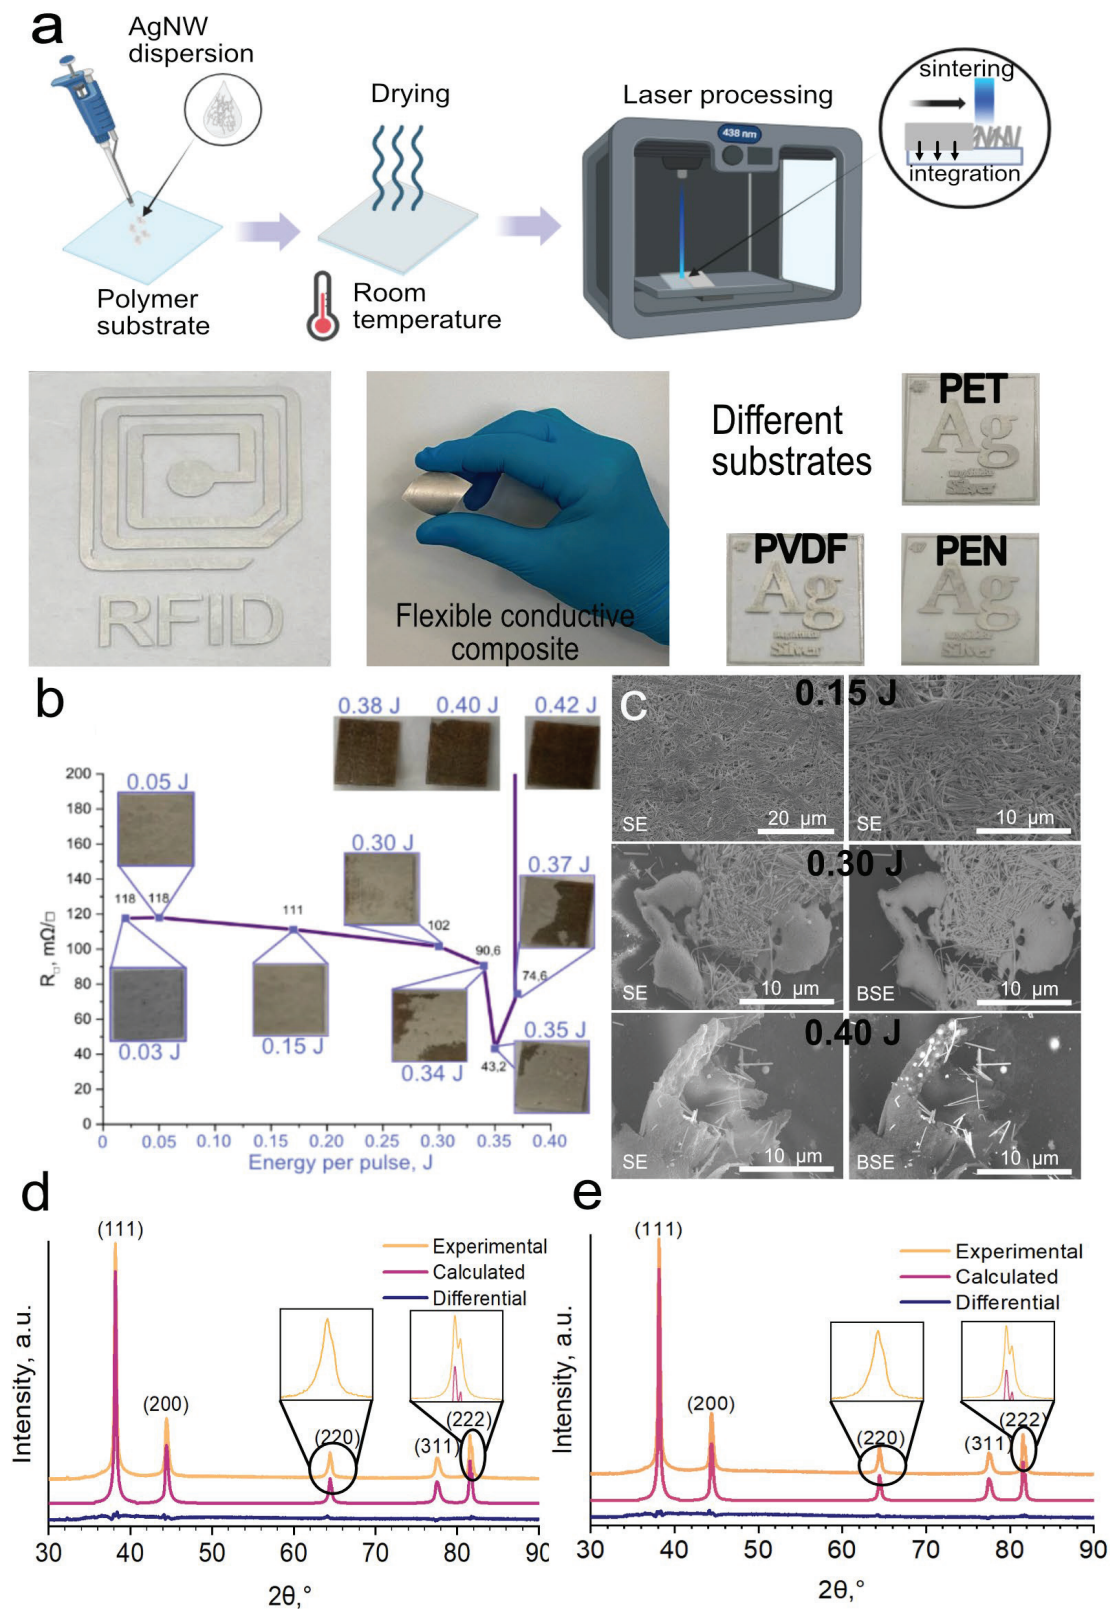 a
AgNW
dispersion
Drying
Laser processing
sintering
438 nm
integration
Polymer
substrate
Room
temperature
RFID
Flexible conductive
composite
Different
substrates
PET
Ag
Silver
PVDF
Ag
Silver
PEN
Ag
Silver
b
0.38 J
0.40 J
0.42 J
200
180
160
140
120
100
80
60
40
20
0
R□, mΩ/□
0.05 J
0.30 J
0.37 J
118
118
111
102
90,6
74,6
43,2
0.03 J
0.15 J
0.34 J
0.35 J
0
0.05
0.10
0.15
0.20
0.25
0.30
0.35
0.40
Energy per pulse, J
c
0.15 J
SE
20 µm
SE
10 µm
0.30 J
SE
10 µm
BSE
10 µm
0.40 J
SE
10 µm
BSE
10 µm
d
Intensity, a.u.
(111)
(200)
(220)
(311)
(222)
Experimental
Calculated
Differential
30 40 50 60 70 80 90
2θ,°
e
Intensity, a.u.
(111)
(200)
(220)
(311)
(222)
Experimental
Calculated
Differential
30 40 50 60 70 80 90
2θ,°